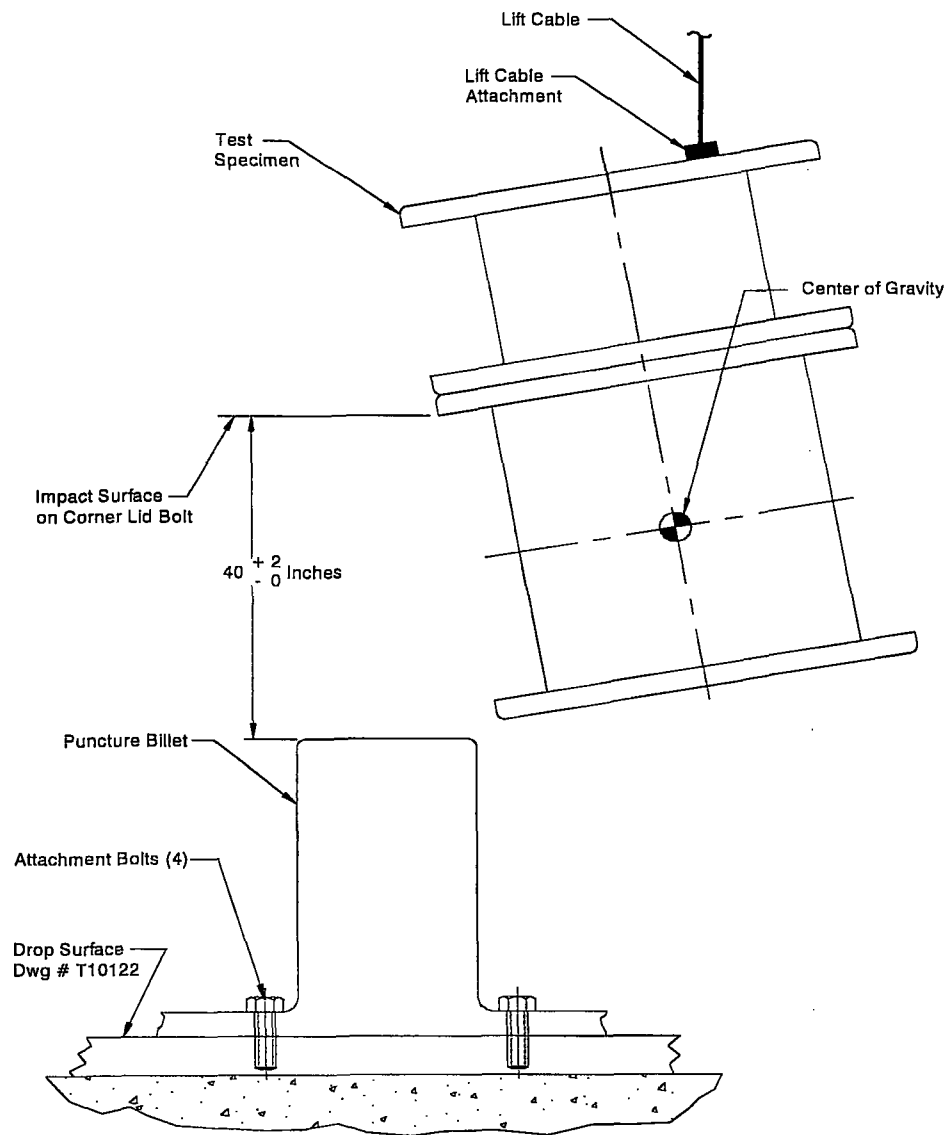 Lift Cable
Lift Cable
Attachment
Test
Specimen
Center of Gravity
Impact Surface
on Corner Lid Bolt
40 + 2
- 0 Inches
Puncture Billet
Attachment Bolts (4)
Drop Surface
Dwg # T10122